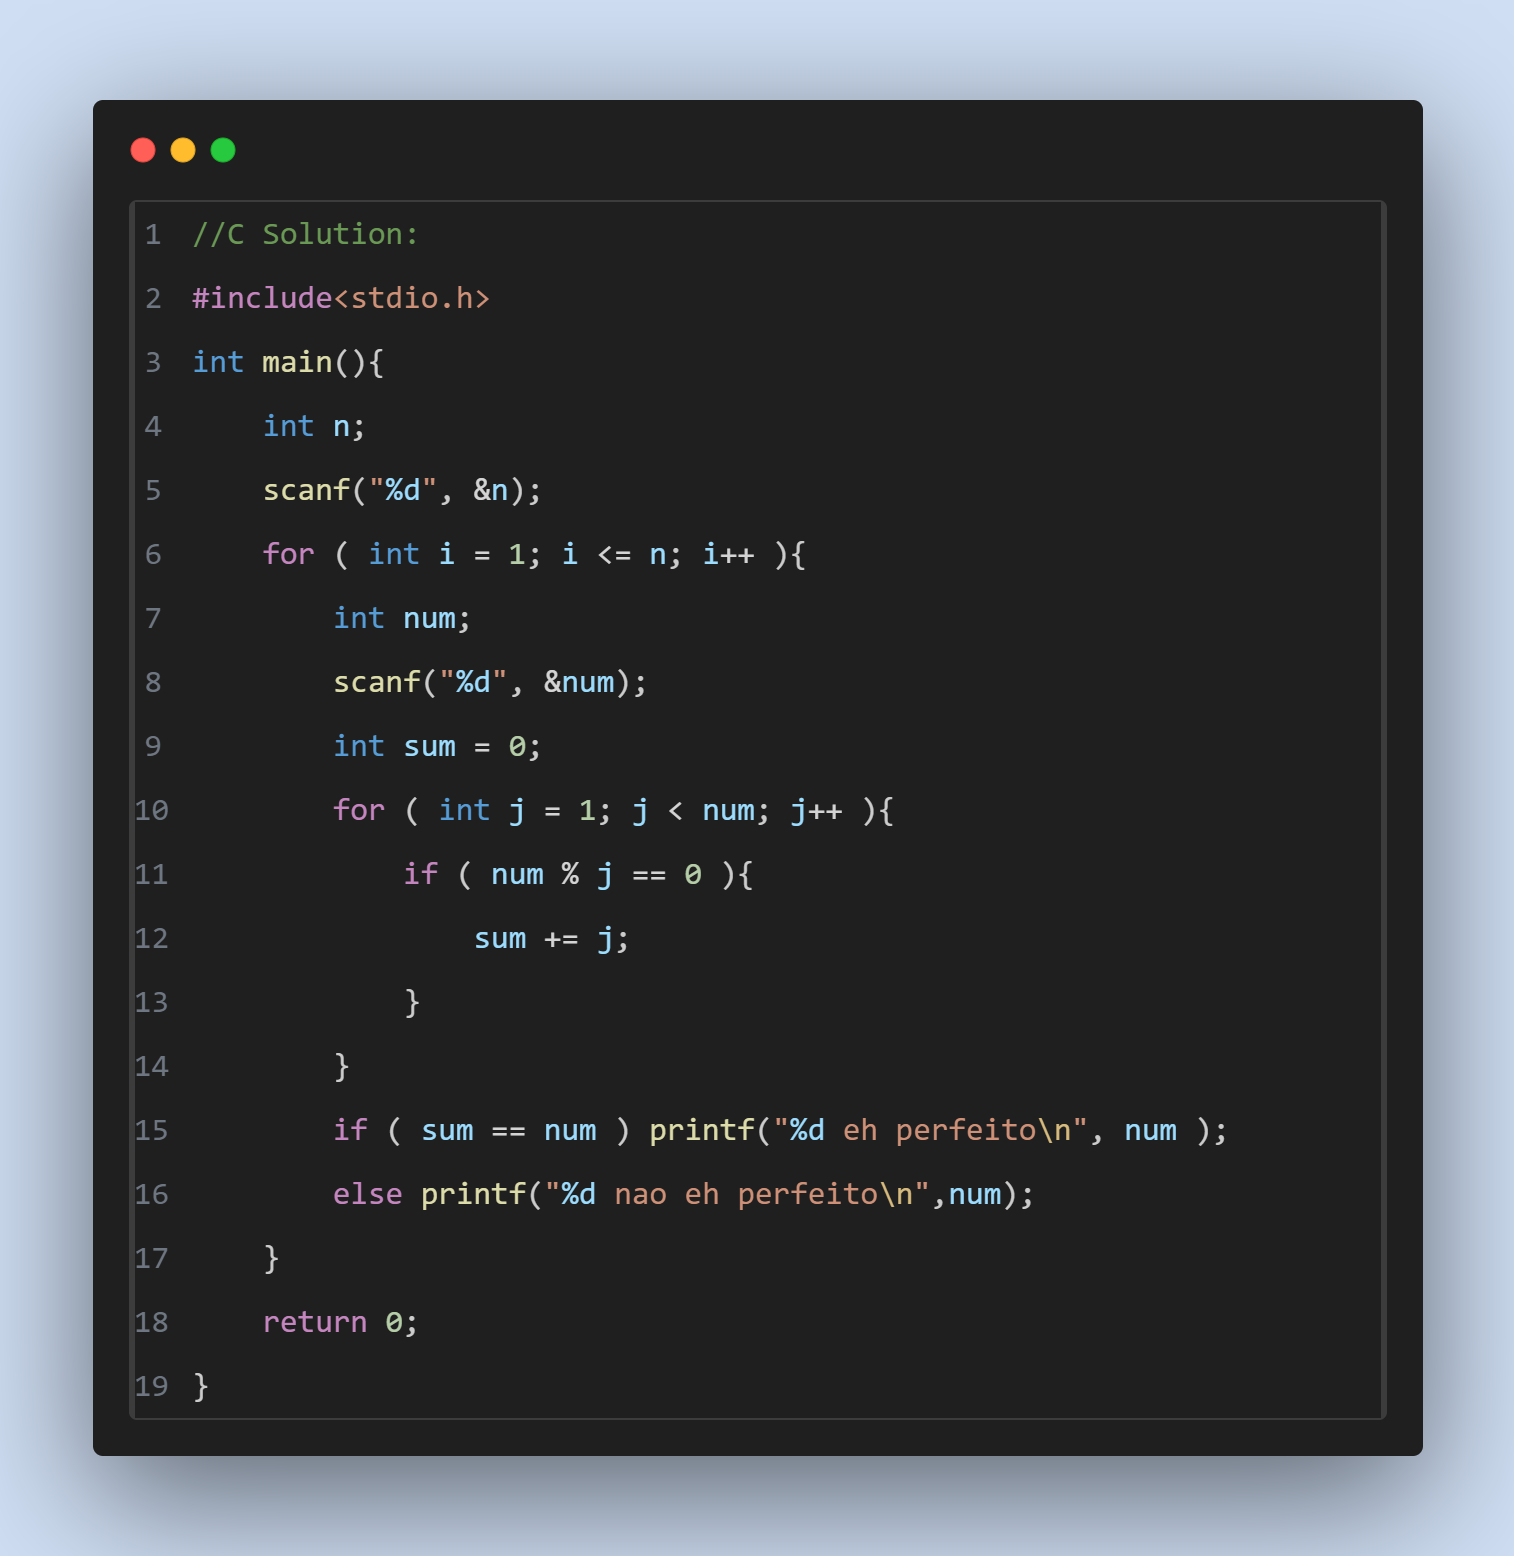 1 //C Solution:
2 #include<stdio.h>
3 int main(){
4     int n;
5     scanf("%d", &n);
6     for ( int i = 1; i <= n; i++ ){
7         int num;
8         scanf("%d", &num);
9         int sum = 0;
10         for ( int j = 1; j < num; j++ ){
11             if ( num % j == 0 ){
12                 sum += j;
13             }
14         }
15         if ( sum == num ) printf("%d eh perfeito\n", num );
16         else printf("%d nao eh perfeito\n",num);
17     }
18     return 0;
19 }